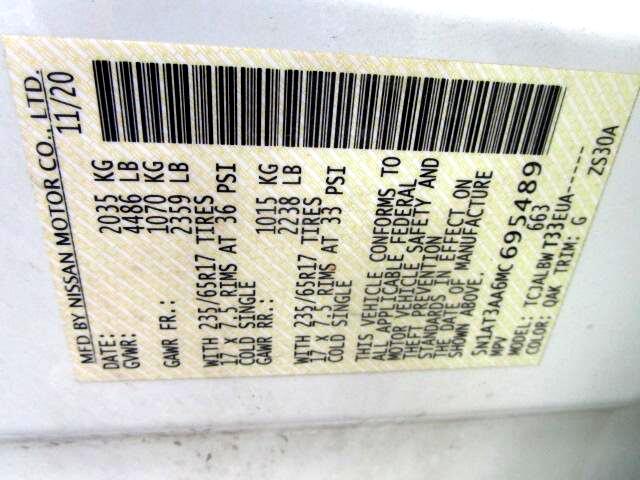 MFD BY NISSAN MOTOR CO., LTD.
DATE: 11/20
GVWR: 2035 KG
4486 LB
GAWR FR.: 1070 KG
2359 LB
WITH 235/65R17 TIRES
17 x 7.5 RIMS AT 36 PSI
COLD SINGLE
GAWR RR.: 1015 KG
2238 LB
WITH 235/65R17 TIRES
17 x 7.5 RIMS AT 33 PSI
COLD SINGLE
THIS VEHICLE CONFORMS TO
ALL APPLICABLE FEDERAL
MOTOR VEHICLE SAFETY AND
THEFT PREVENTION
STANDARDS IN EFFECT ON
THE DATE OF MANUFACTURE
SHOWN ABOVE.
5N1AT3AA6MC695489
MPV 663
MODEL: TCJALBWT33EUA------
COLOR: QAK TRIM: G
ZS30A